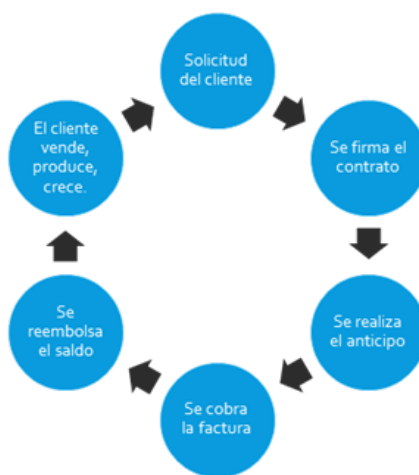 Solicitud
del cliente
Se firma el
contrato
Se realiza
el anticipo
Se cobra
la factura
Se
reembolsa
el saldo
El cliente
vende,
produce,
crece.